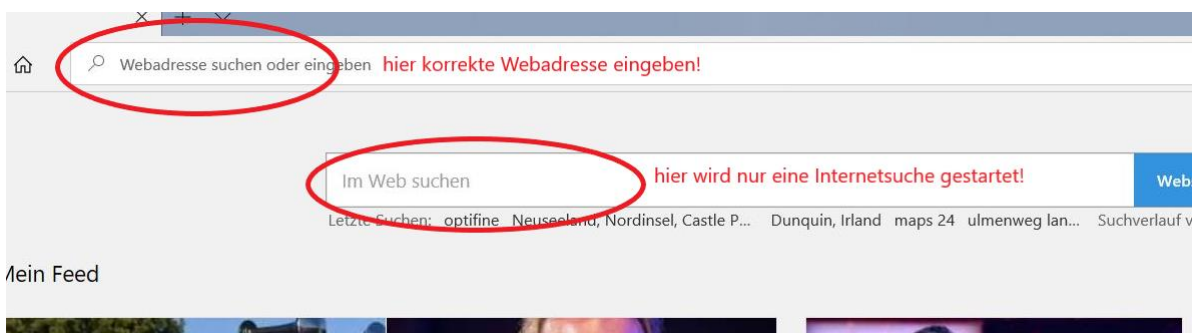 Webadresse suchen oder eingeben hier korrekte Webadresse eingeben!
Im Web suchen hier wird nur eine Internetsuche gestartet! Webs
Letzte Suchen: optifine Neuseeland, Nordinsel, Castle P... Dunquin, Irland maps 24 ulmenweg lan... Suchverlauf v
Mein Feed